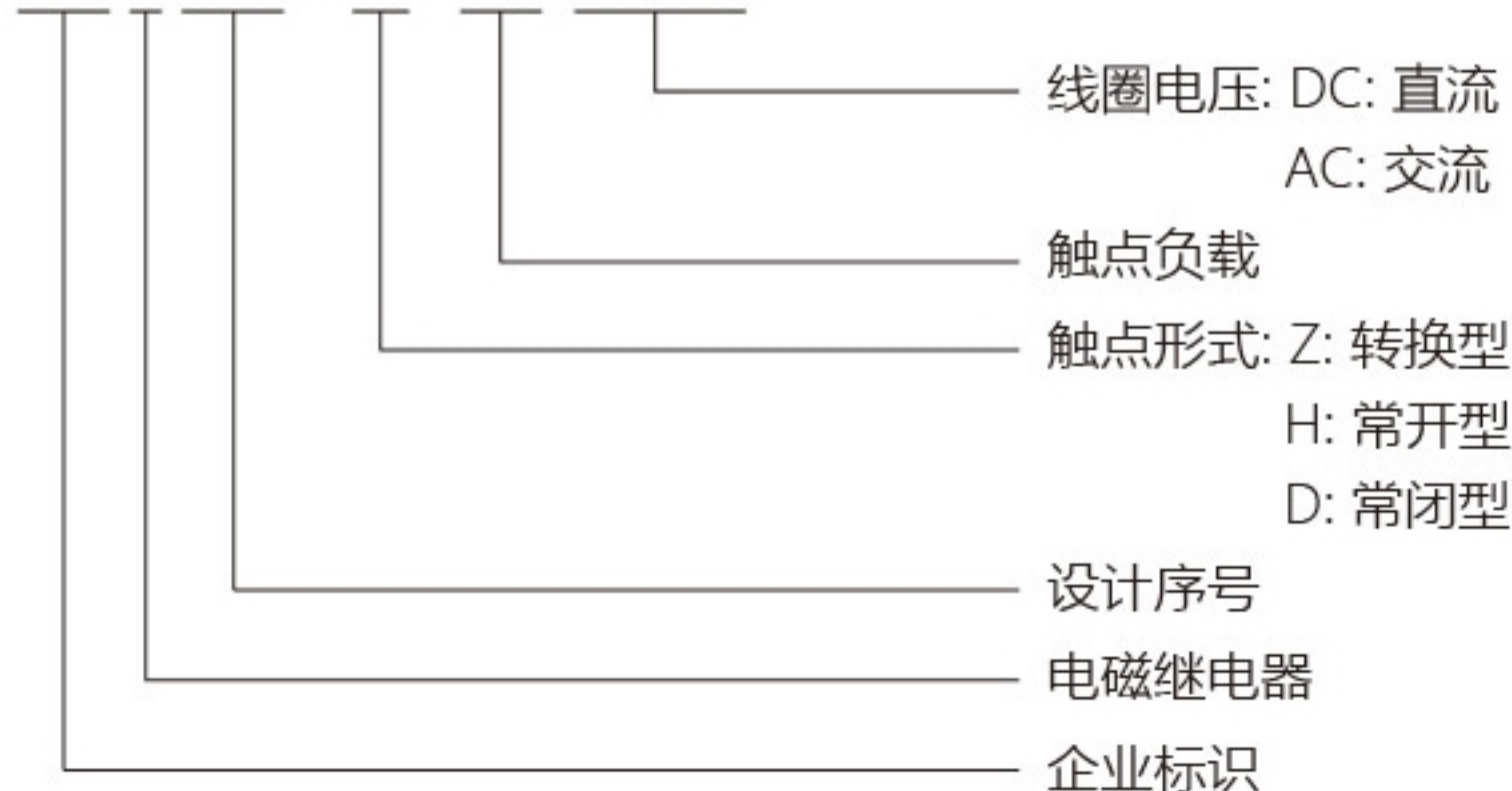 线圈电压: DC: 直流
AC: 交流
触点负载
触点形式: Z: 转换型
H: 常开型
D: 常闭型
设计序号
电磁继电器
企业标识